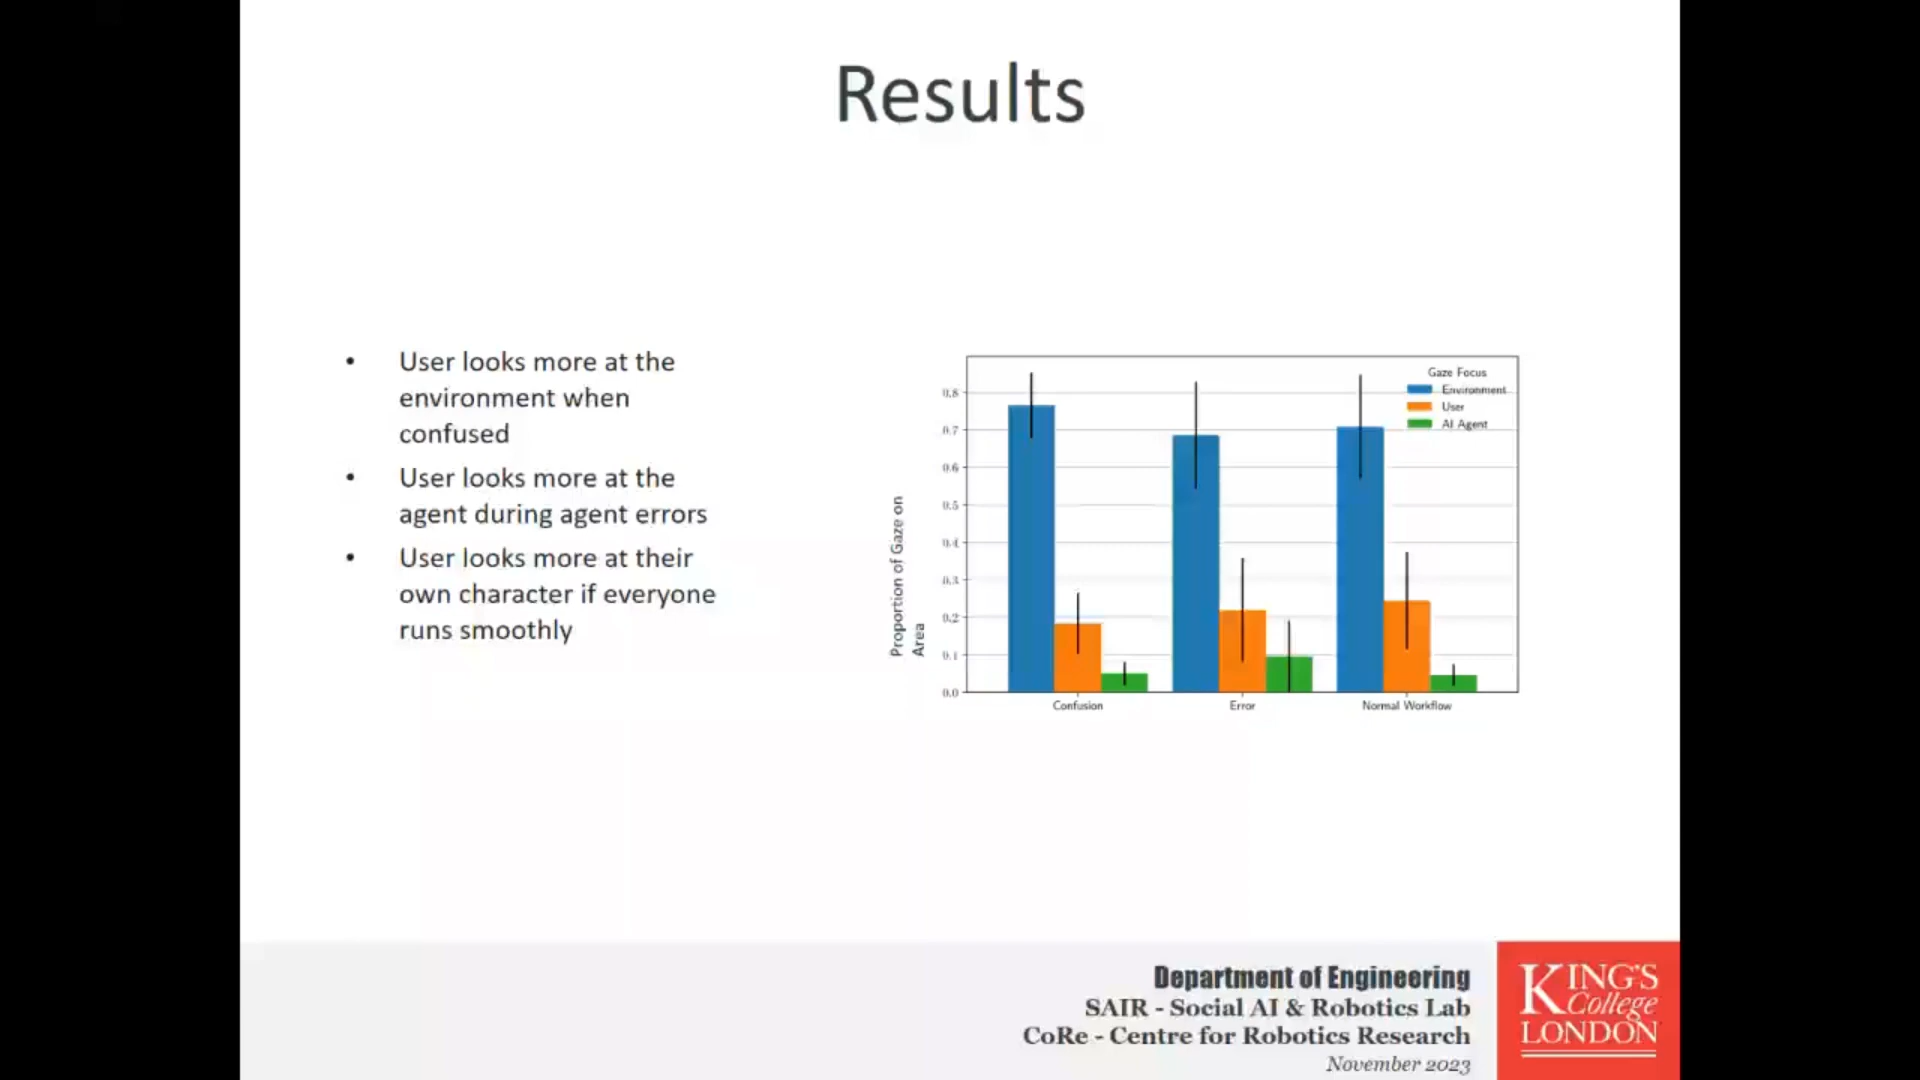 Results
• User looks more at the
environment when
confused
• User looks more at the
agent during agent errors
• User looks more at their
own character if everyone
runs smoothly
Proportion of Gaze on
Area
0.8
0.7
0.6
0.5
0.4
0.3
0.2
0.1
0.0
Gaze Focus
Environment
User
AI Agent
Confusion
Error
Normal Workflow
Department of Engineering
SAIR - Social AI & Robotics Lab
CoRe - Centre for Robotics Research
November 2023
KING'S
College
LONDON